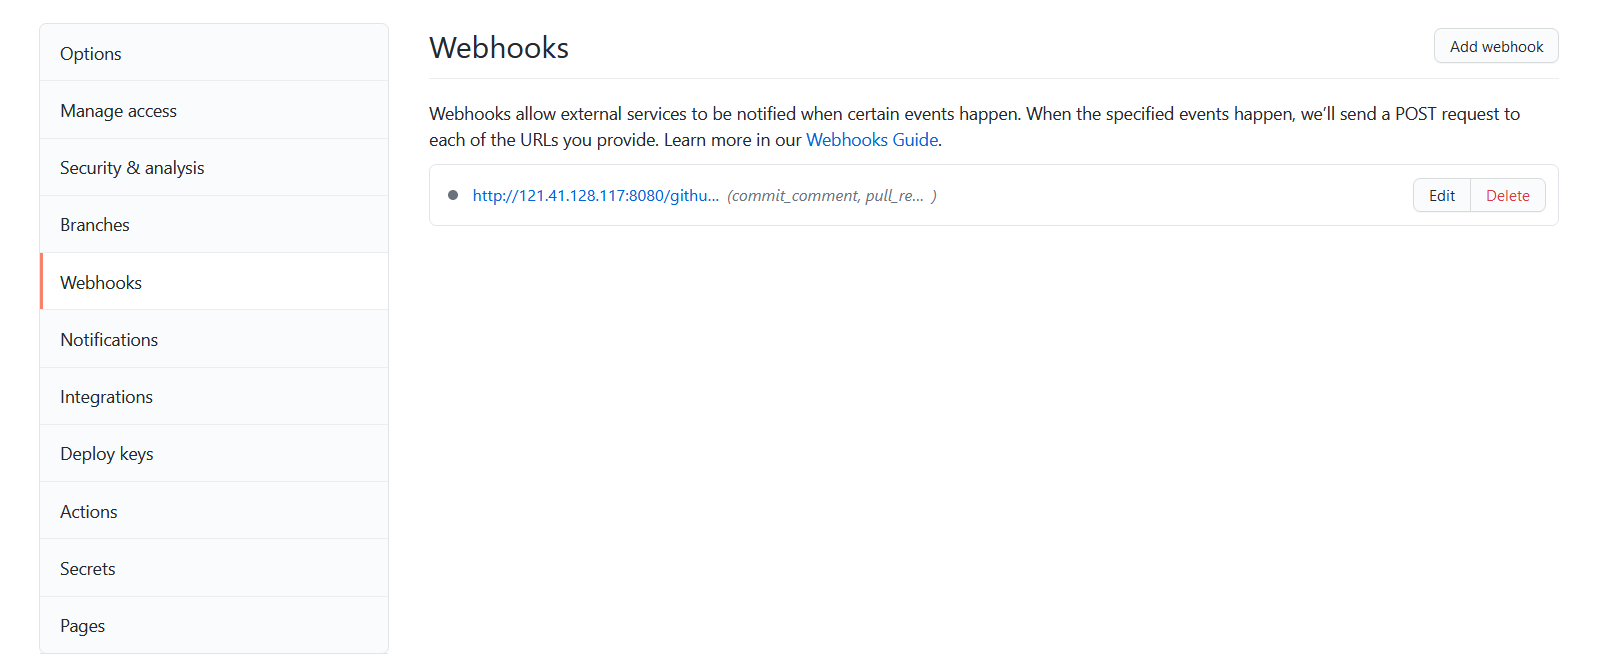 Options
Manage access
Security & analysis
Branches
Webhooks
Notifications
Integrations
Deploy keys
Actions
Secrets
Pages
Webhooks
Add webhook
Webhooks allow external services to be notified when certain events happen. When the specified events happen, we’ll send a POST request to
each of the URLs you provide. Learn more in our Webhooks Guide.
http://121.41.128.117:8080/githu… (commit_comment, pull_re… )
Edit
Delete